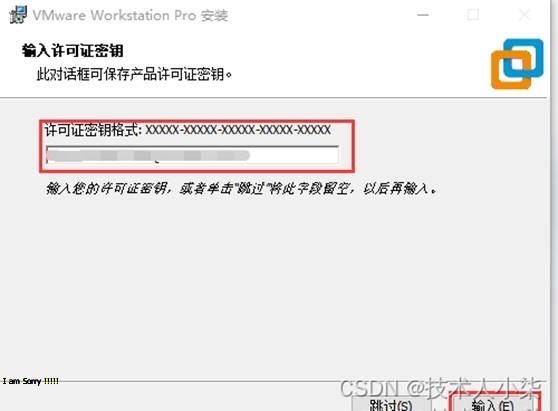 VMware Workstation Pro 安装
输入许可证密钥
此对话框可保存产品许可证密钥。
许可证密钥格式: XXXXX-XXXXX-XXXXX-XXXXX-XXXXX
输入您的许可证密钥，或者单击"跳过"将此字段留空，以后再输入。
I am Sorry !!!!!
跳过(S)
输入(E)
CSDN @技术人小柒